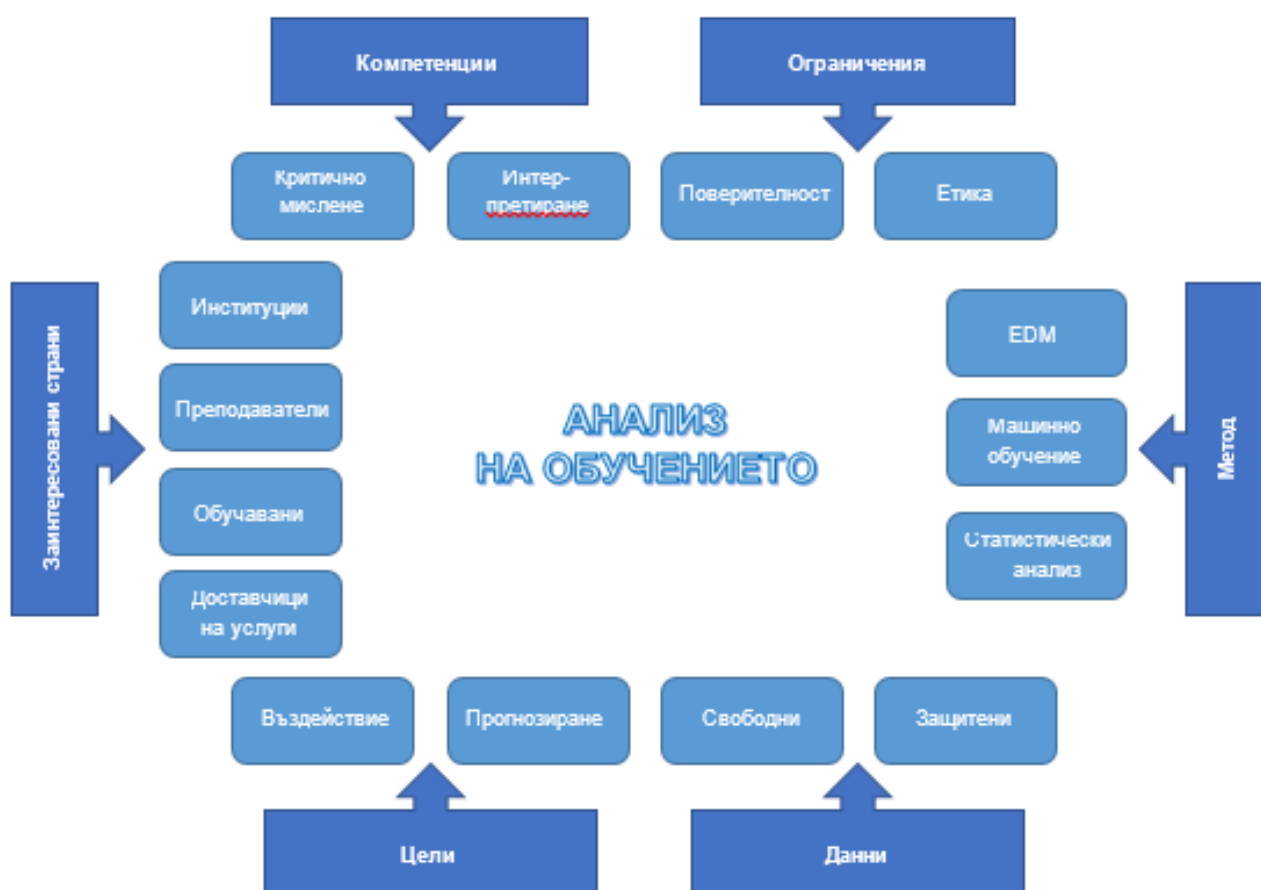 Компетенции
Ограничения
Критично
мислене
Интер-
претиране
Поверителност
Етика
Заинтересовани страни
Институции
Преподаватели
Обучавани
Доставчици
на услуги
АНАЛИЗ
НА ОБУЧЕНИЕТО
EDM
Машинно
обучение
Статистически
анализ
Метод
Въздействие
Прогнозиране
Свободни
Защитени
Цели
Данни